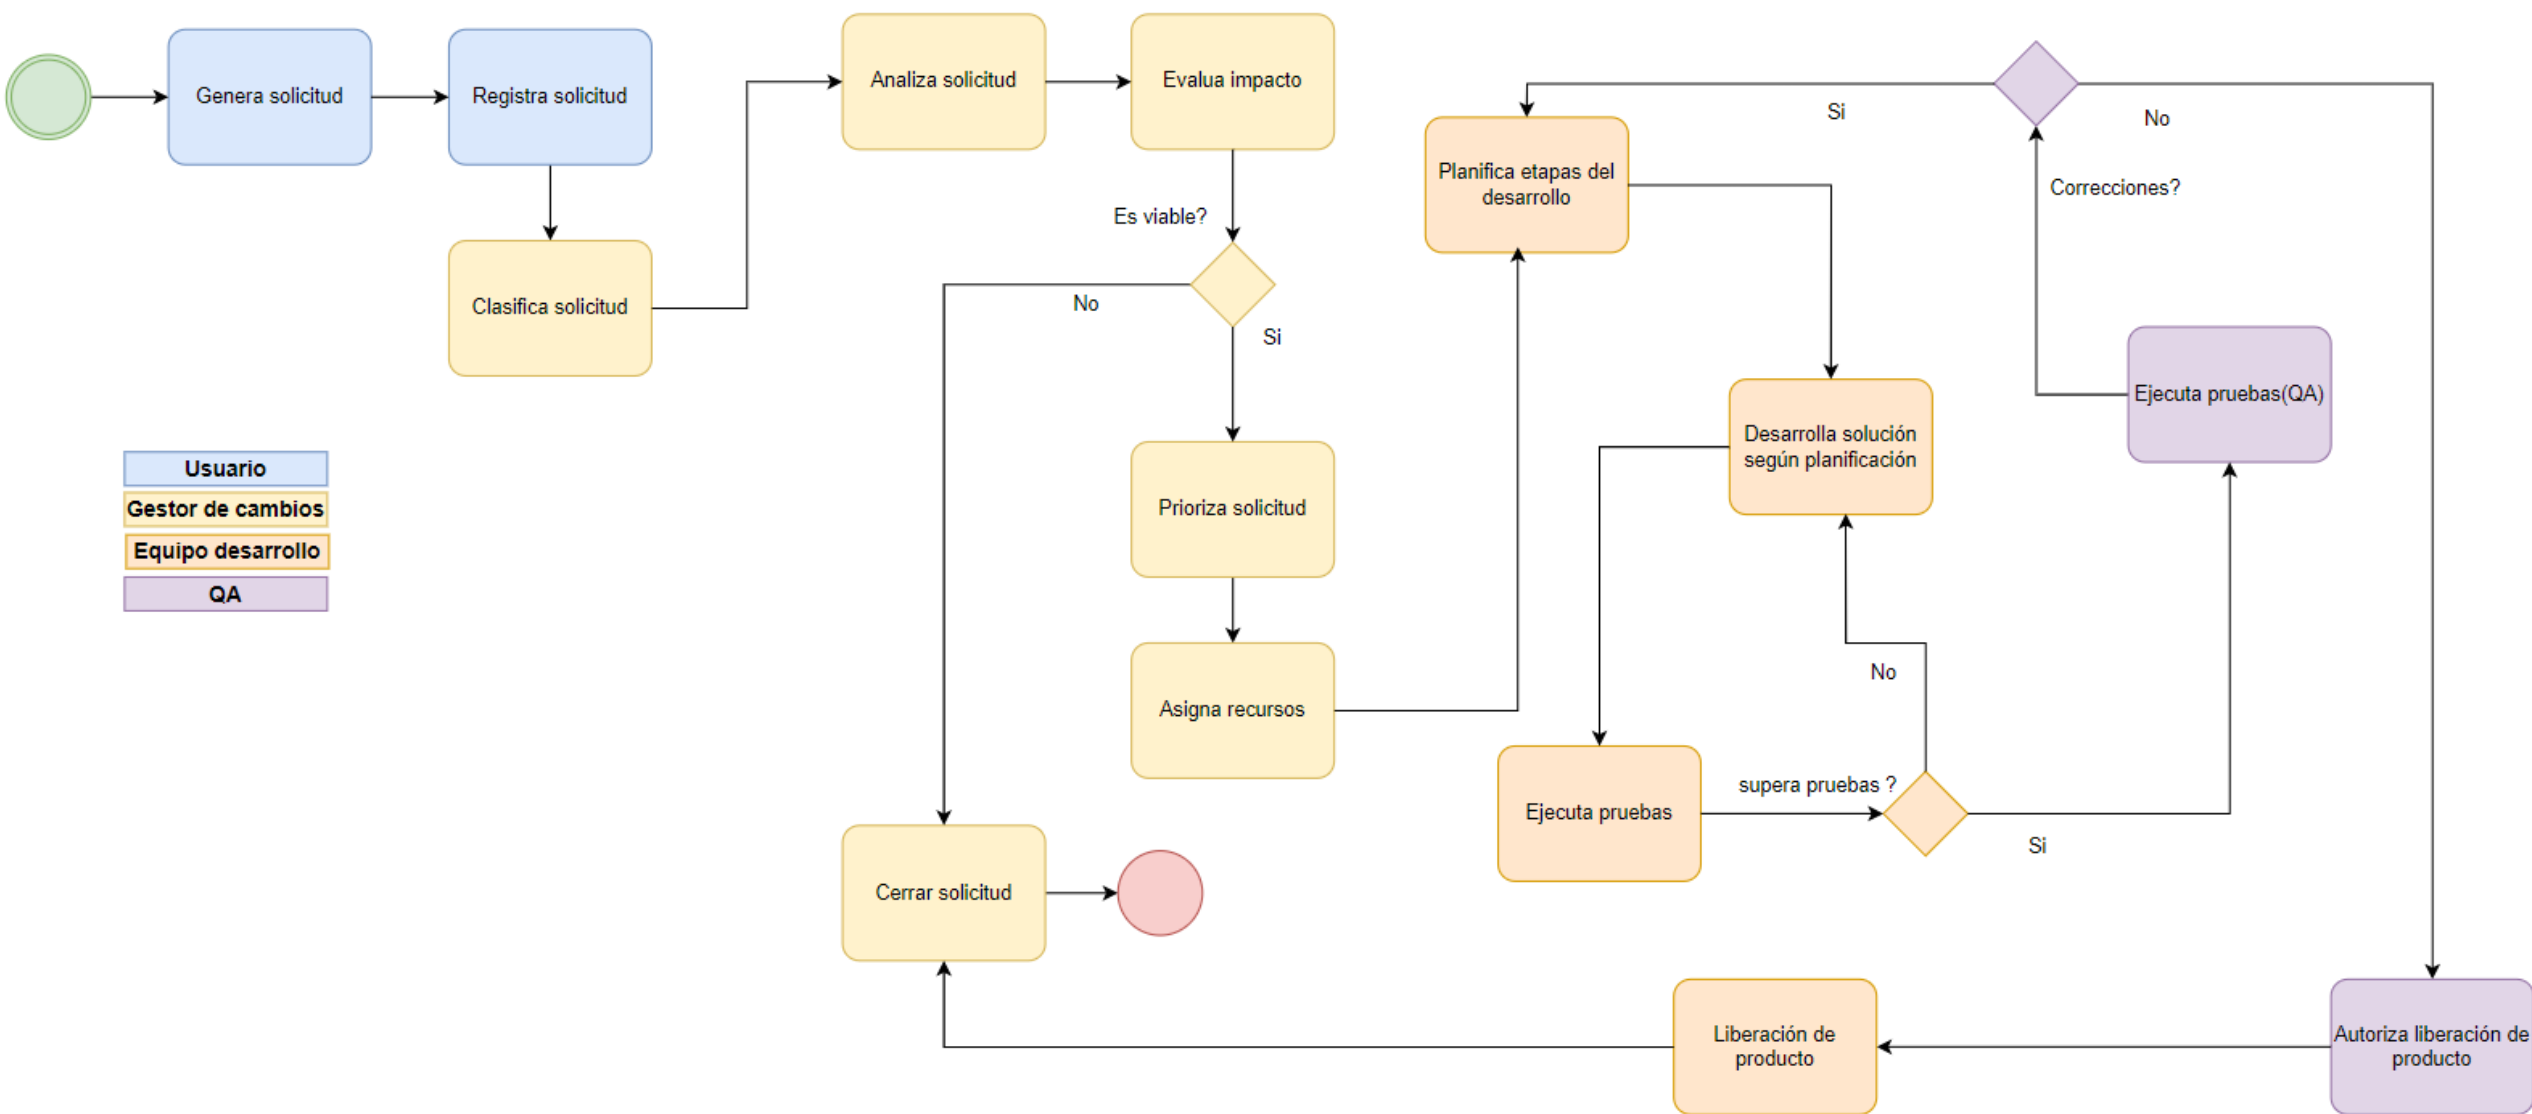 Genera solicitud
Registra solicitud
Clasifica solicitud
Analiza solicitud
Evalua impacto
Es viable?
No
Si
Prioriza solicitud
Asigna recursos
Planifica etapas del
desarrollo
Si
No
Correcciones?
Desarrolla solución
según planificación
Ejecuta pruebas(QA)
No
Ejecuta pruebas
supera pruebas ?
Si
Cerrar solicitud
Liberación de
producto
Autoriza liberación de
producto
Usuario
Gestor de cambios
Equipo desarrollo
QA